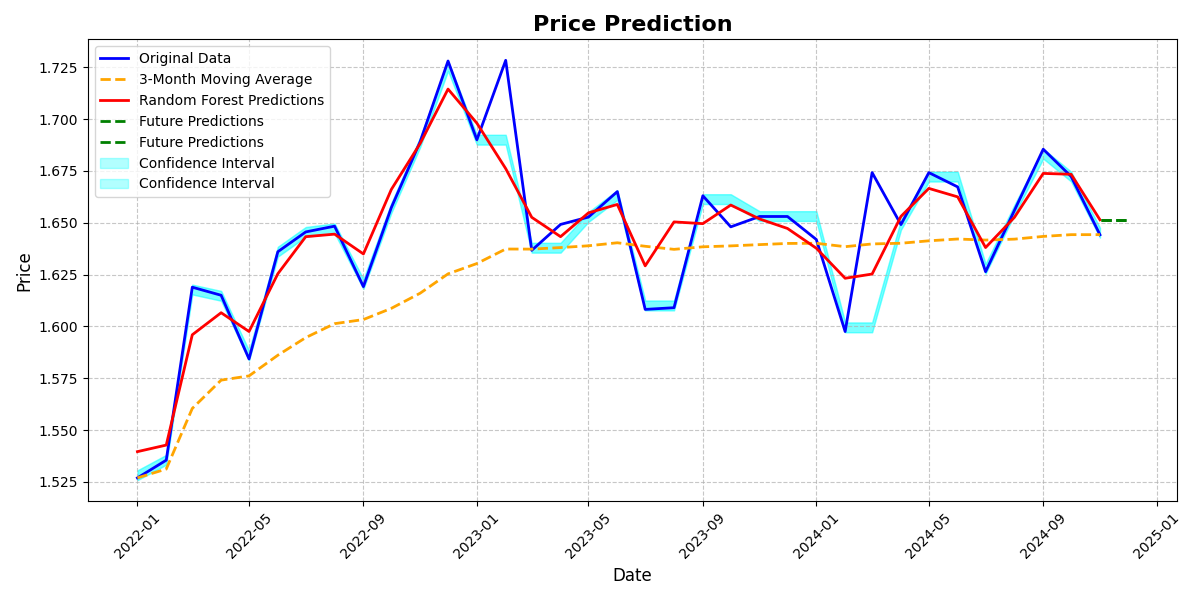 Price Prediction
Original Data
3-Month Moving Average
Random Forest Predictions
Future Predictions
Future Predictions
Confidence Interval
Confidence Interval
1.725
1.700
1.675
1.650
1.625
1.600
1.575
1.550
1.525
Price
2022-01
2022-05
2022-09
2023-01
2023-05
2023-09
2024-01
2024-05
2024-09
2025-01
Date